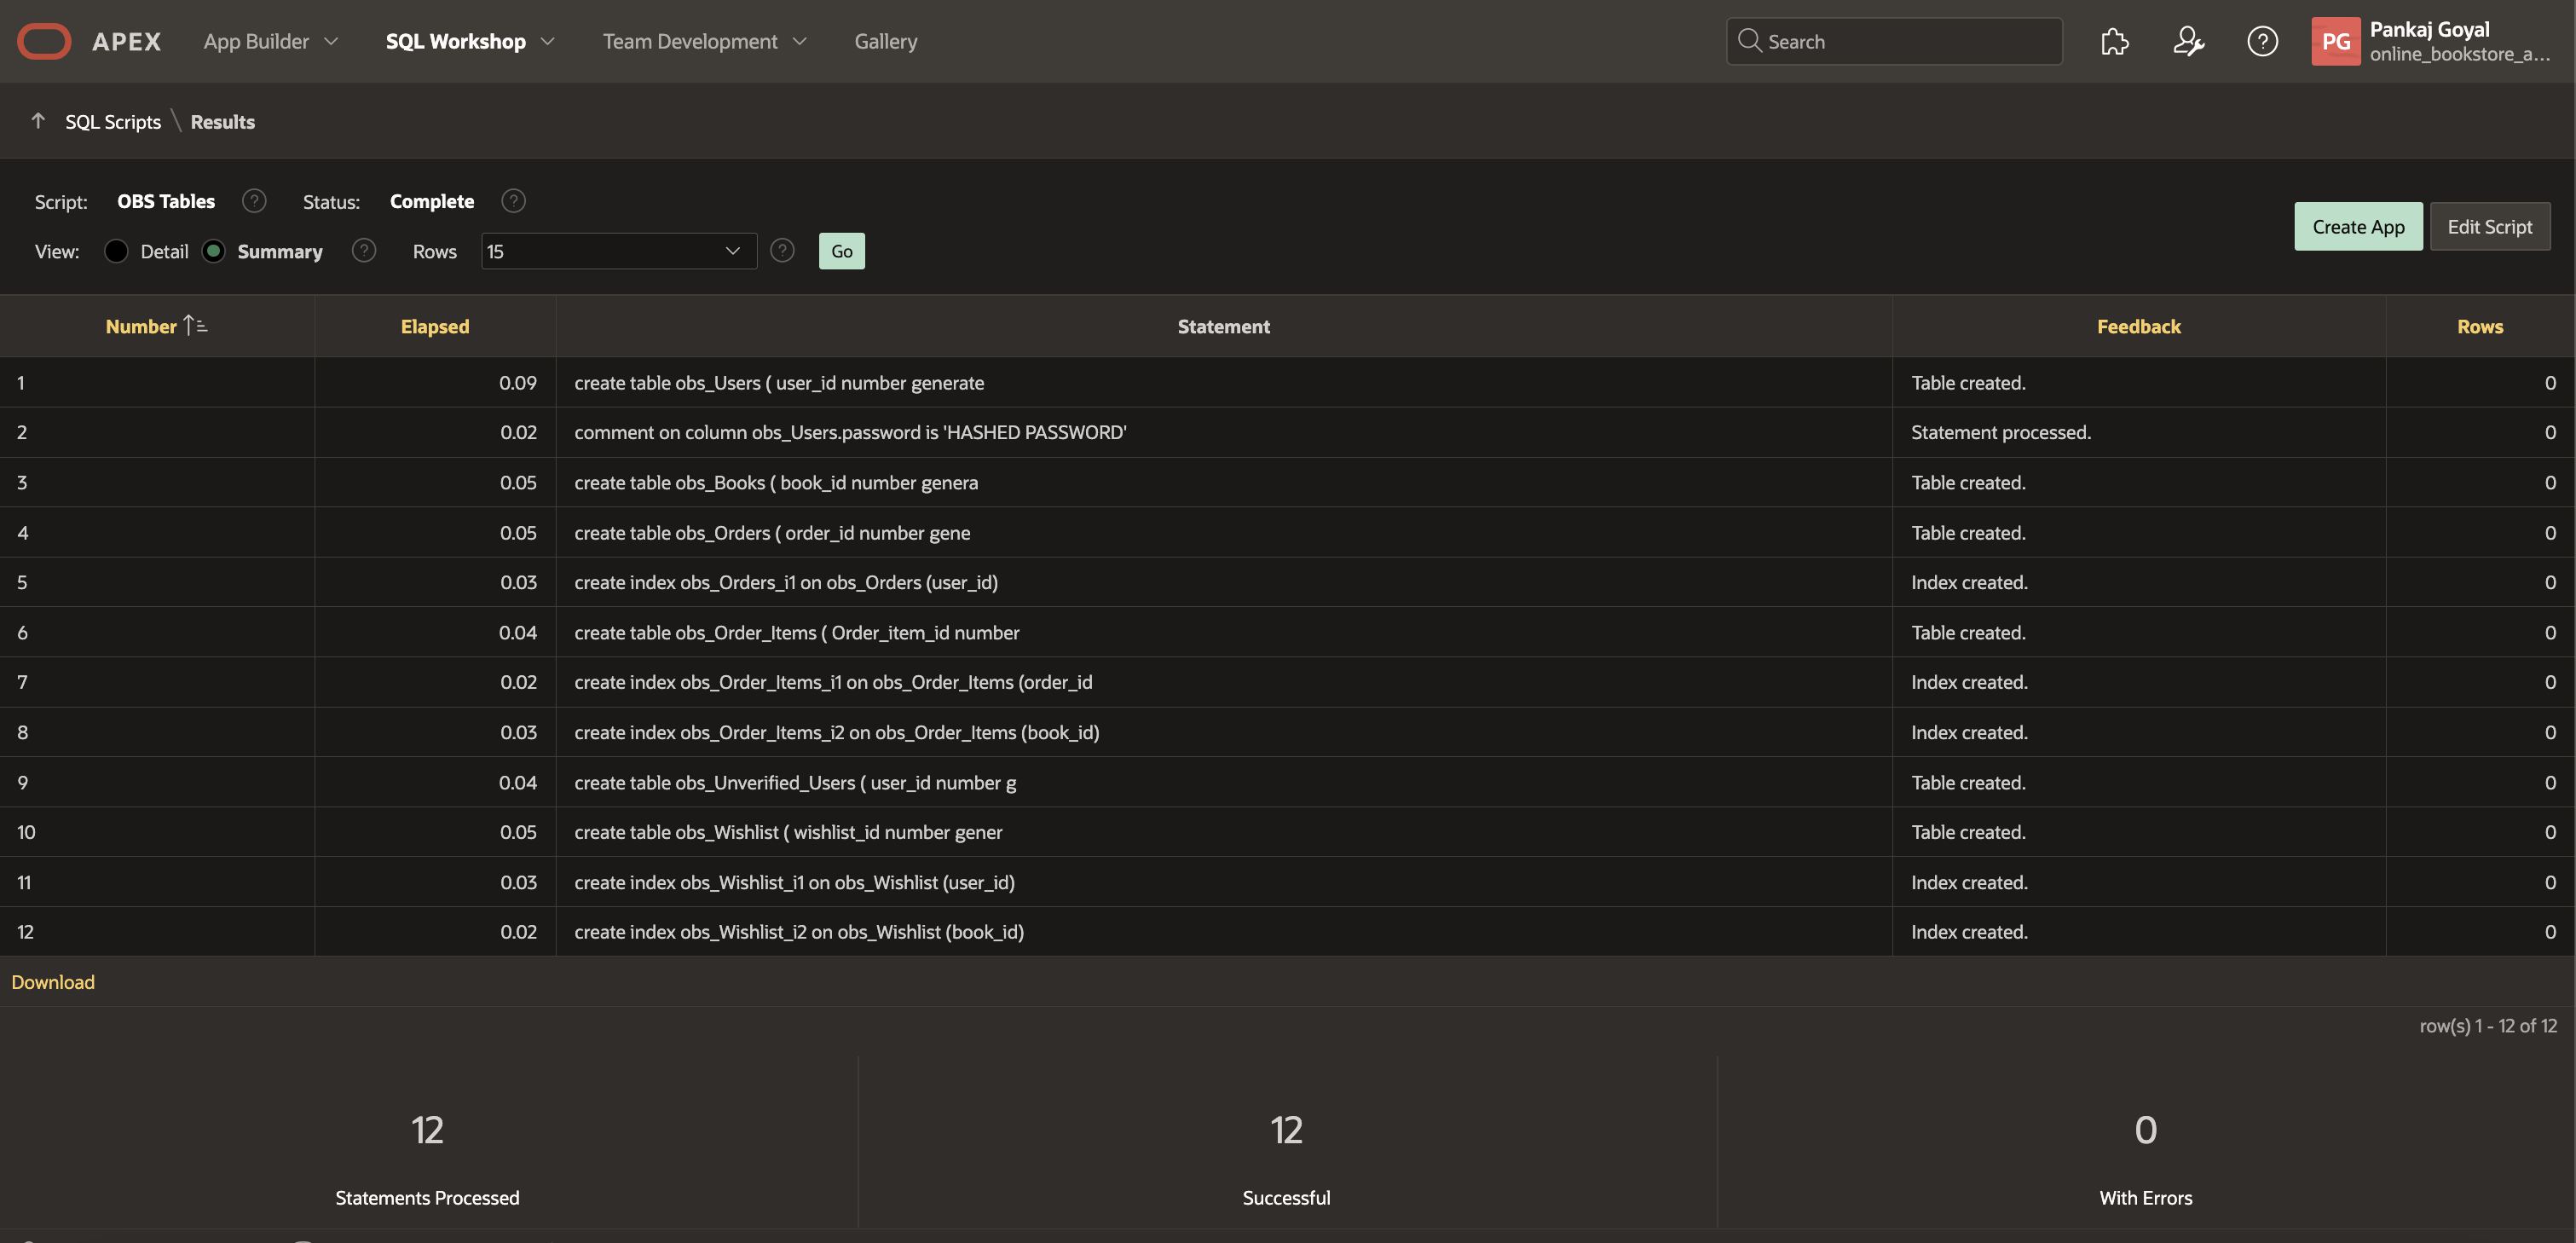 APEX App Builder SQL Workshop Team Development Gallery Search PG Pankaj Goyal
online_bookstore_a...
SQL Scripts \ Results
Script: OBS Tables ? Status: Complete ?
Create App Edit Script
View: Detail Summary ? Rows 15 ? Go
Number Elapsed Statement Feedback Rows
1 0.09 create table obs_Users ( user_id number generate Table created. 0
2 0.02 comment on column obs_Users.password is 'HASHED PASSWORD' Statement processed. 0
3 0.05 create table obs_Books ( book_id number genera Table created. 0
4 0.05 create table obs_Orders ( order_id number gene Table created. 0
5 0.03 create index obs_Orders_i1 on obs_Orders (user_id) Index created. 0
6 0.04 create table obs_Order_Items ( Order_item_id number Table created. 0
7 0.02 create index obs_Order_Items_i1 on obs_Order_Items (order_id Index created. 0
8 0.03 create index obs_Order_Items_i2 on obs_Order_Items (book_id) Index created. 0
9 0.04 create table obs_Unverified_Users ( user_id number g Table created. 0
10 0.05 create table obs_Wishlist ( wishlist_id number gener Table created. 0
11 0.03 create index obs_Wishlist_i1 on obs_Wishlist (user_id) Index created. 0
12 0.02 create index obs_Wishlist_i2 on obs_Wishlist (book_id) Index created. 0
Download
row(s) 1 - 12 of 12
12 12 0
Statements Processed Successful With Errors